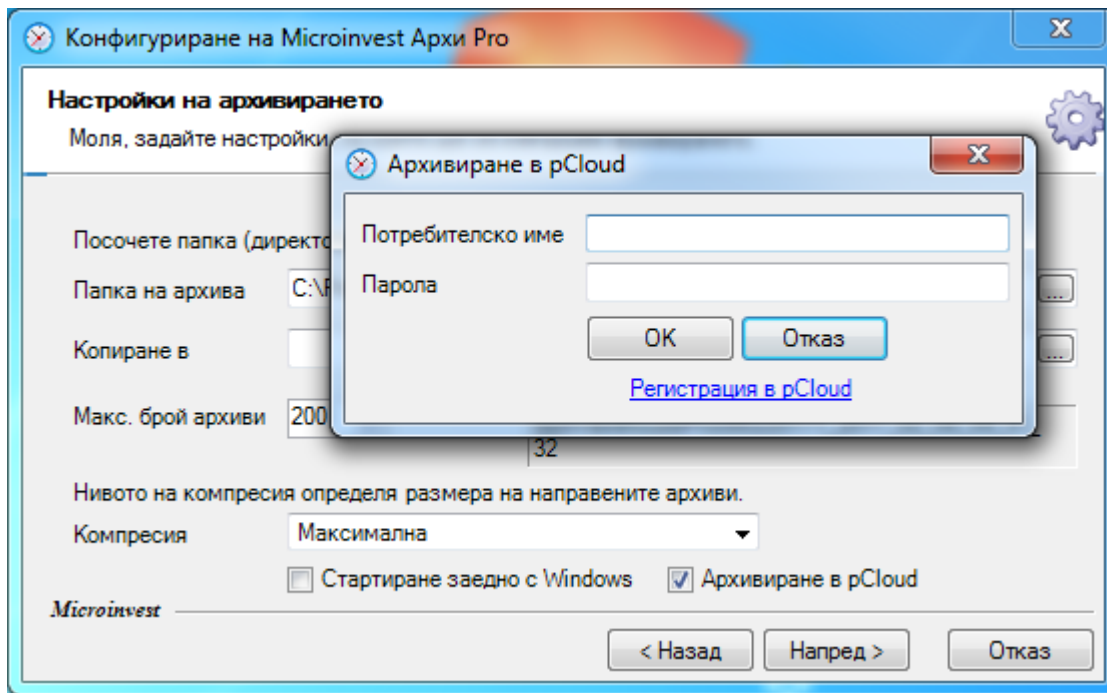 Конфигуриране на Microinvest Архи Pro
Настройки на архивирането
Моля, задайте настройки
Архивиране в pCloud
Потребителско име
Парола
OK Отказ
Регистрация в pCloud
Посочете папка
Папка на архива C:\ ...
Копиране в ...
Макс. брой архиви 200
32
Нивото на компресия определя размера на направените архиви.
Компресия Максимална
Стартиране заедно с Windows Архивиране в pCloud
Microinvest
< Назад Напред > Отказ